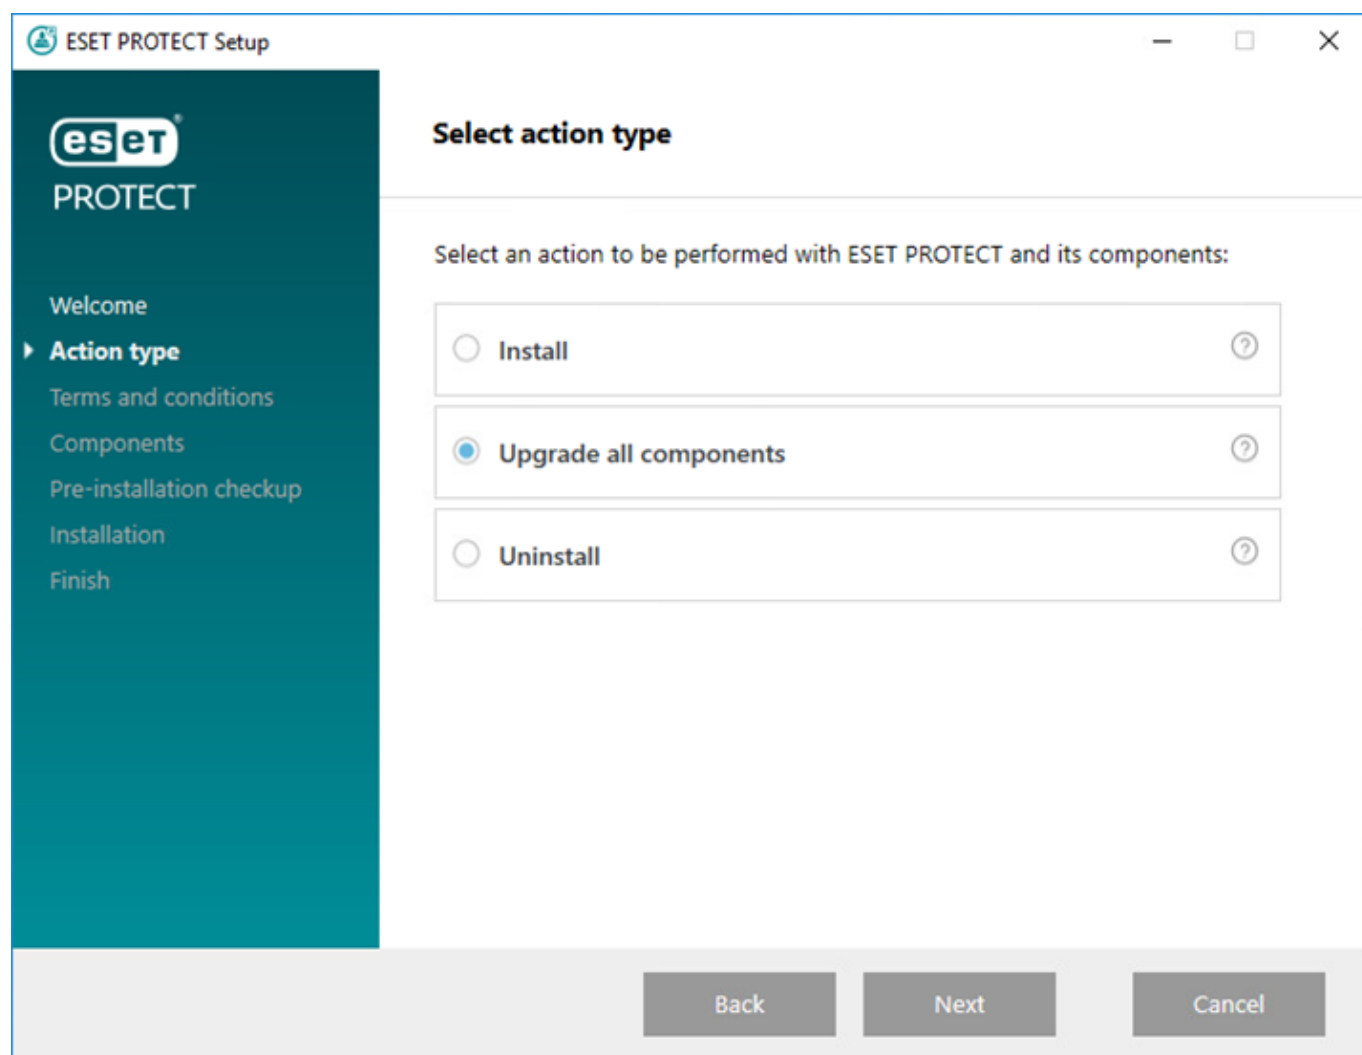 ESET PROTECT Setup
eseT®
PROTECT
Welcome
Action type
Terms and conditions
Components
Pre-installation checkup
Installation
Finish
Select action type
Select an action to be performed with ESET PROTECT and its components:
Install
?
Upgrade all components
?
Uninstall
?
Back
Next
Cancel